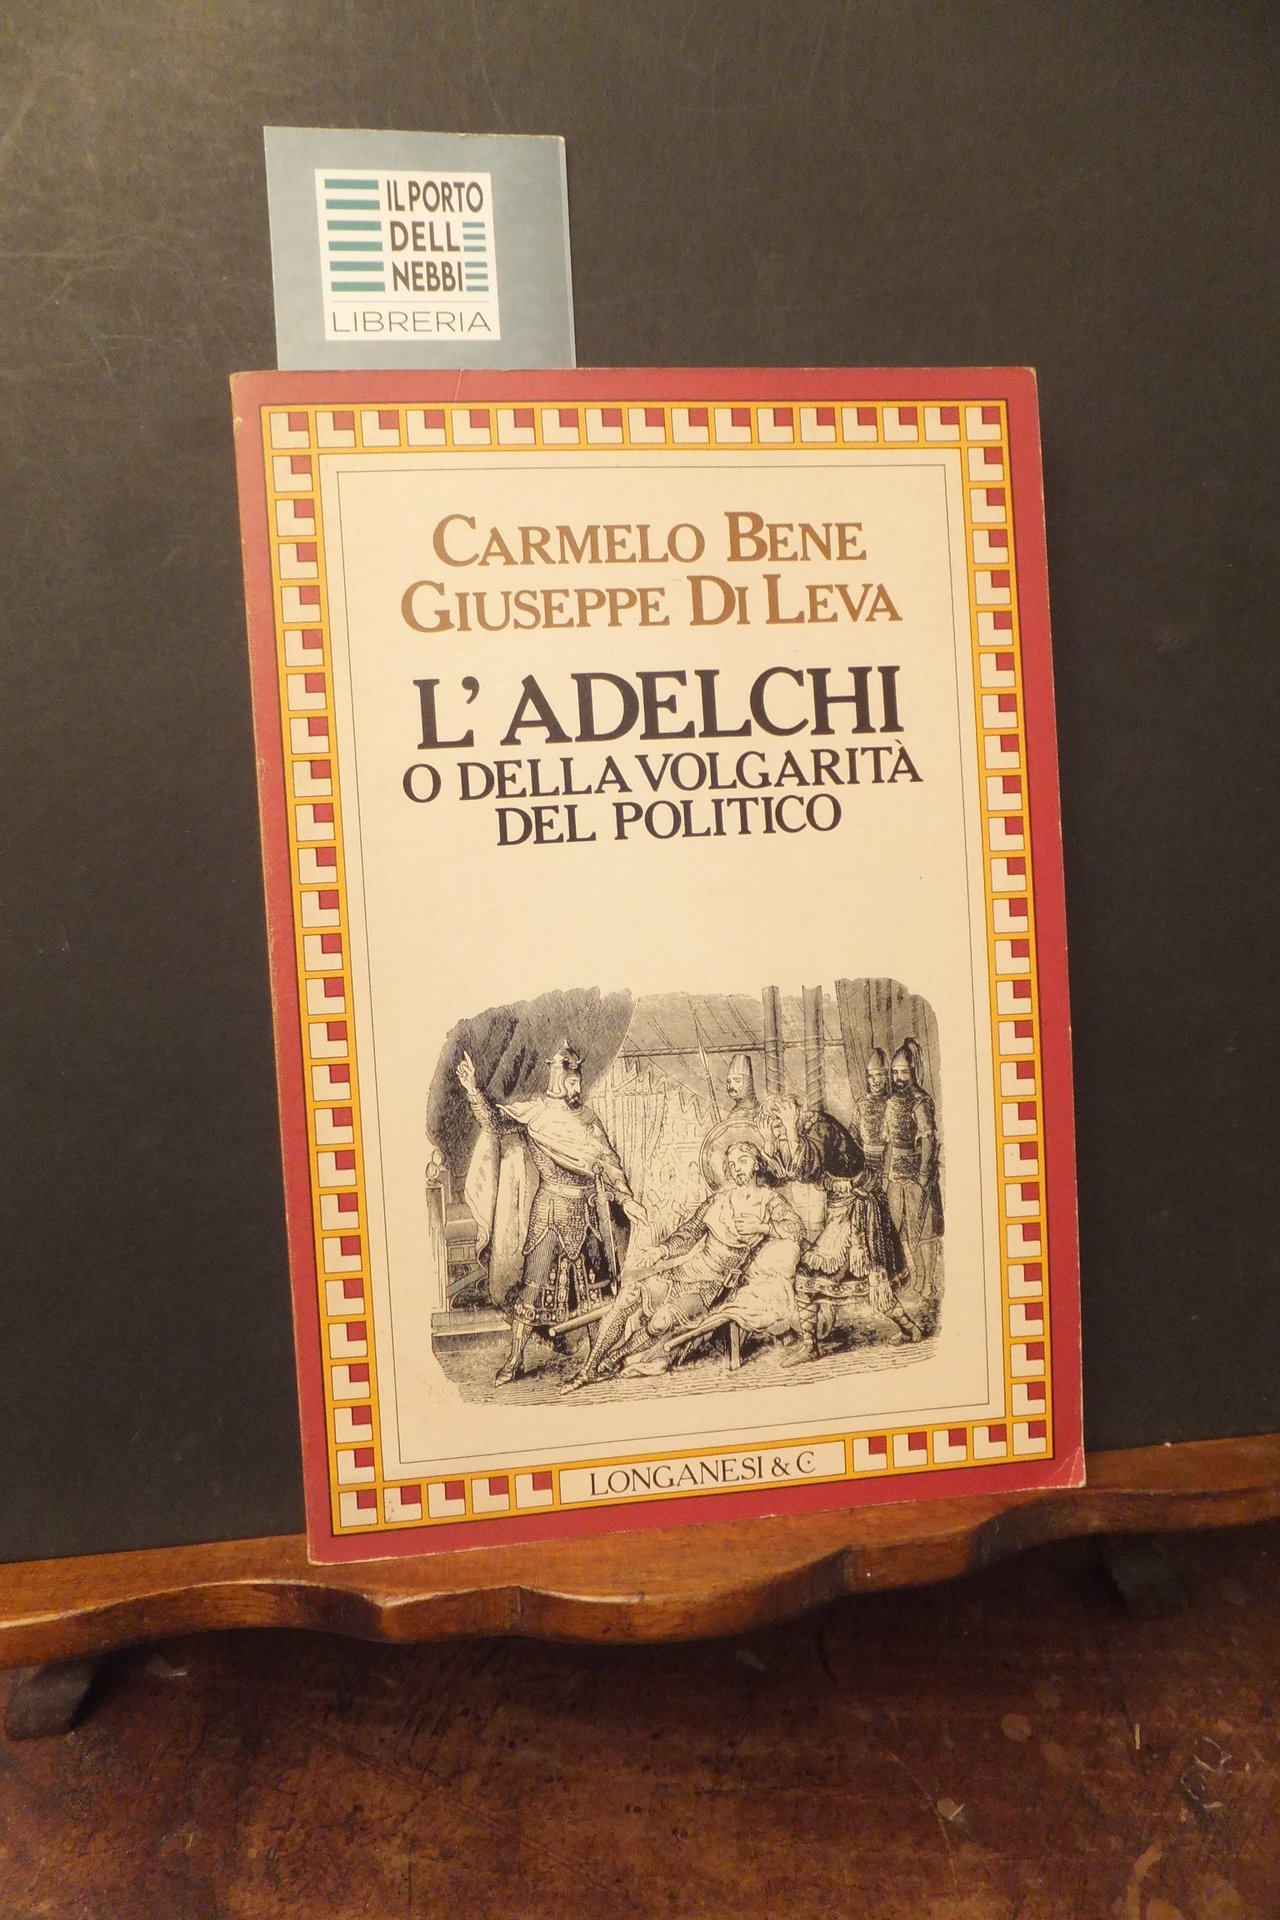 IL PORTO
DELLE
NEBBIE
LIBRERIA
CARMELO BENE
GIUSEPPE DI LEVA
L'ADELCHI
O DELLA VOLGARITÀ
DEL POLITICO
LONGANESI & C.